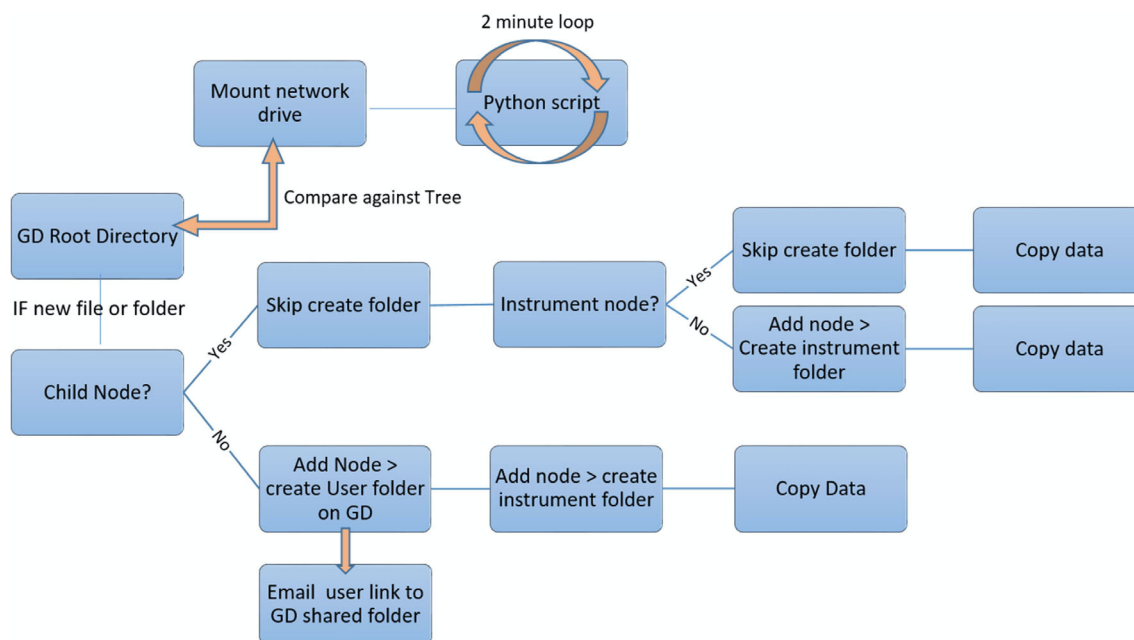 2 minute loop
Mount network
drive
Python script
Compare against Tree
GD Root Directory
IF new file or folder
Child Node?
Yes
Skip create folder
Instrument node?
Yes
Skip create folder
Copy data
No
Add node >
Create instrument
folder
Copy data
No
Add Node >
create User folder
on GD
Add node > create
instrument folder
Copy Data
Email user link to
GD shared folder